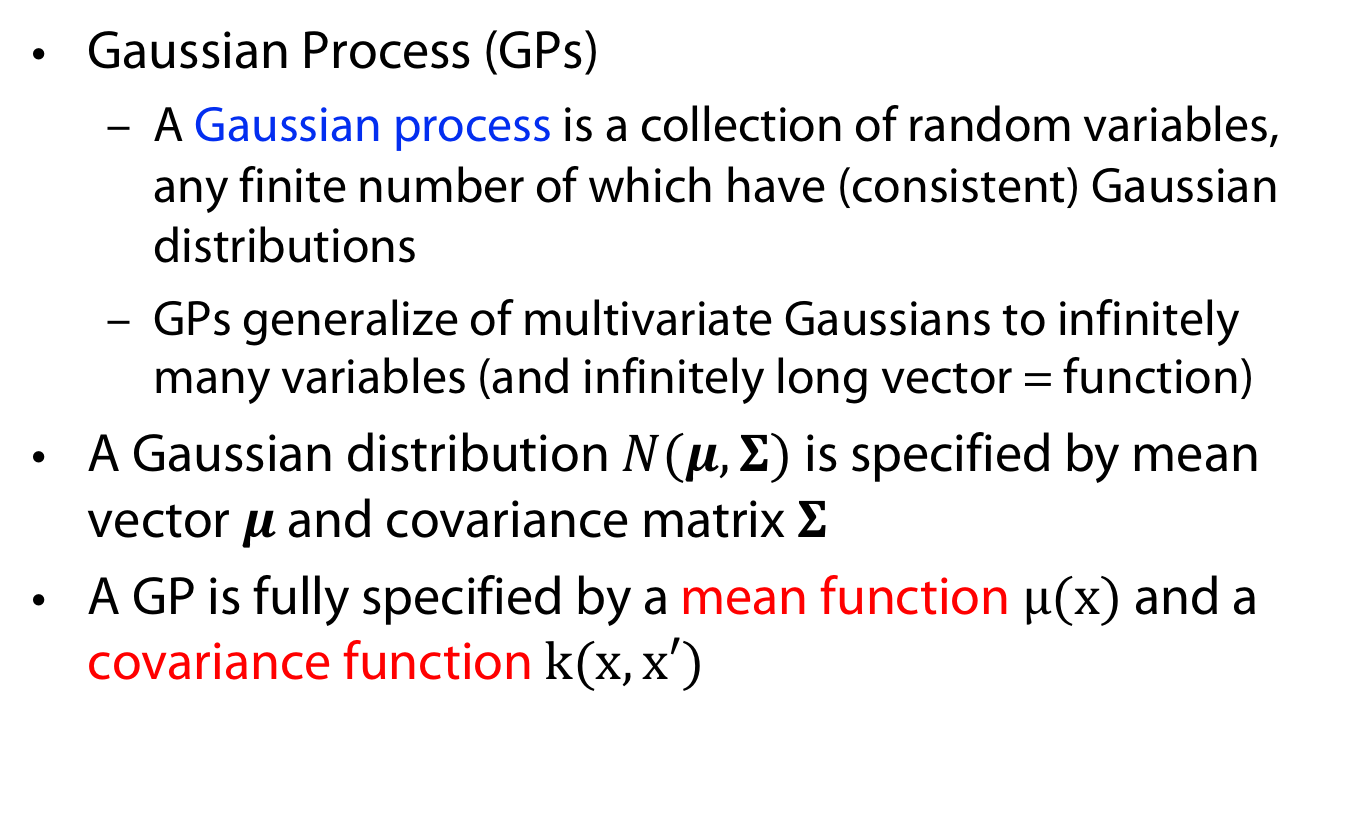 • Gaussian Process (GPs)
– A Gaussian process is a collection of random variables,
any finite number of which have (consistent) Gaussian
distributions
– GPs generalize of multivariate Gaussians to infinitely
many variables (and infinitely long vector = function)
• A Gaussian distribution N(𝝁, 𝚺) is specified by mean
vector 𝝁 and covariance matrix 𝚺
• A GP is fully specified by a mean function μ(x) and a
covariance function k(x, x′)